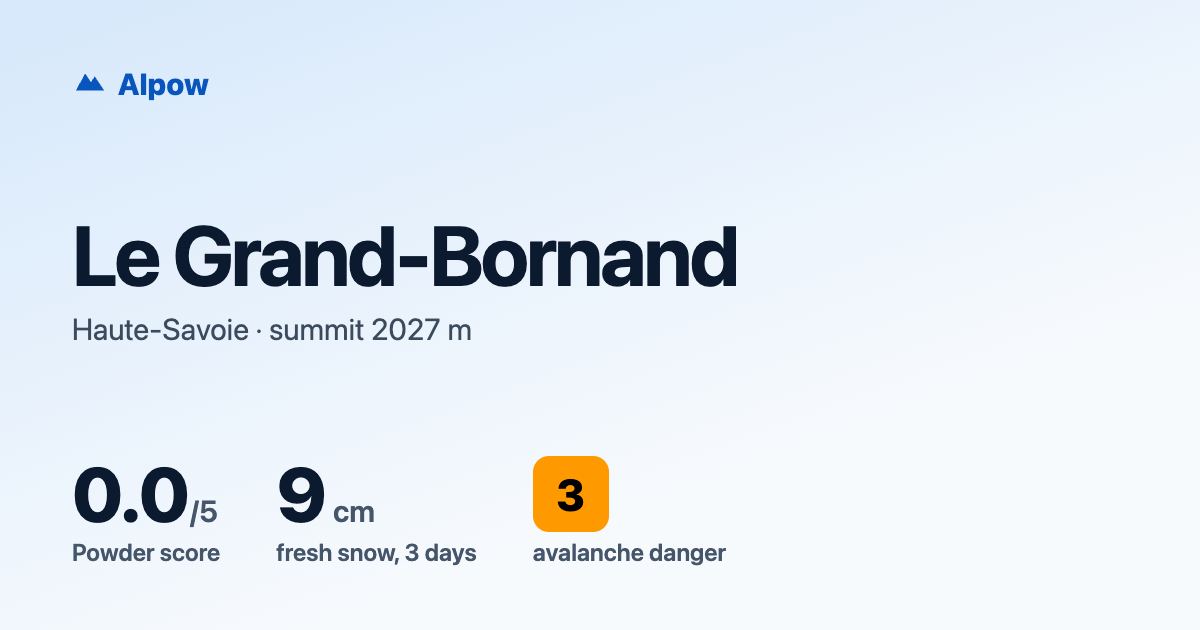 Alpow
Le Grand-Bornand
Haute-Savoie · summit 2027 m
0.0/5 9 cm 3
Powder score fresh snow, 3 days avalanche danger